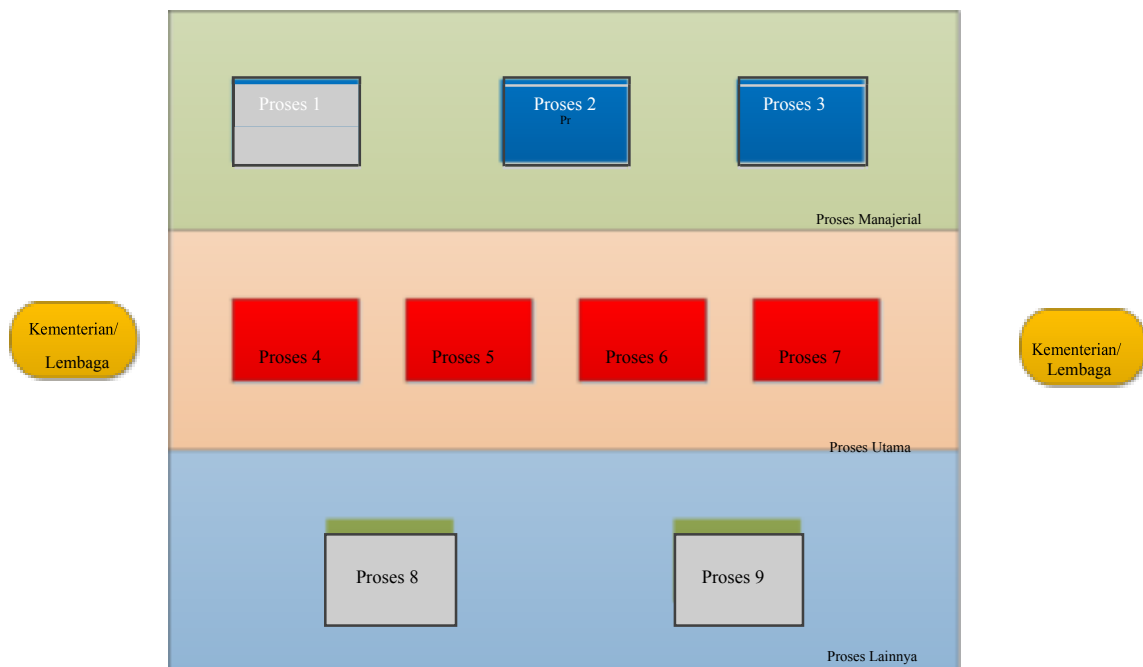 Proses 1
Proses 2
Pr
Proses 3
Proses Manajerial
Kementerian/
Lembaga
Proses 4
Proses 5
Proses 6
Proses 7
Kementerian/
Lembaga
Proses Utama
Proses 8
Proses 9
Proses Lainnya